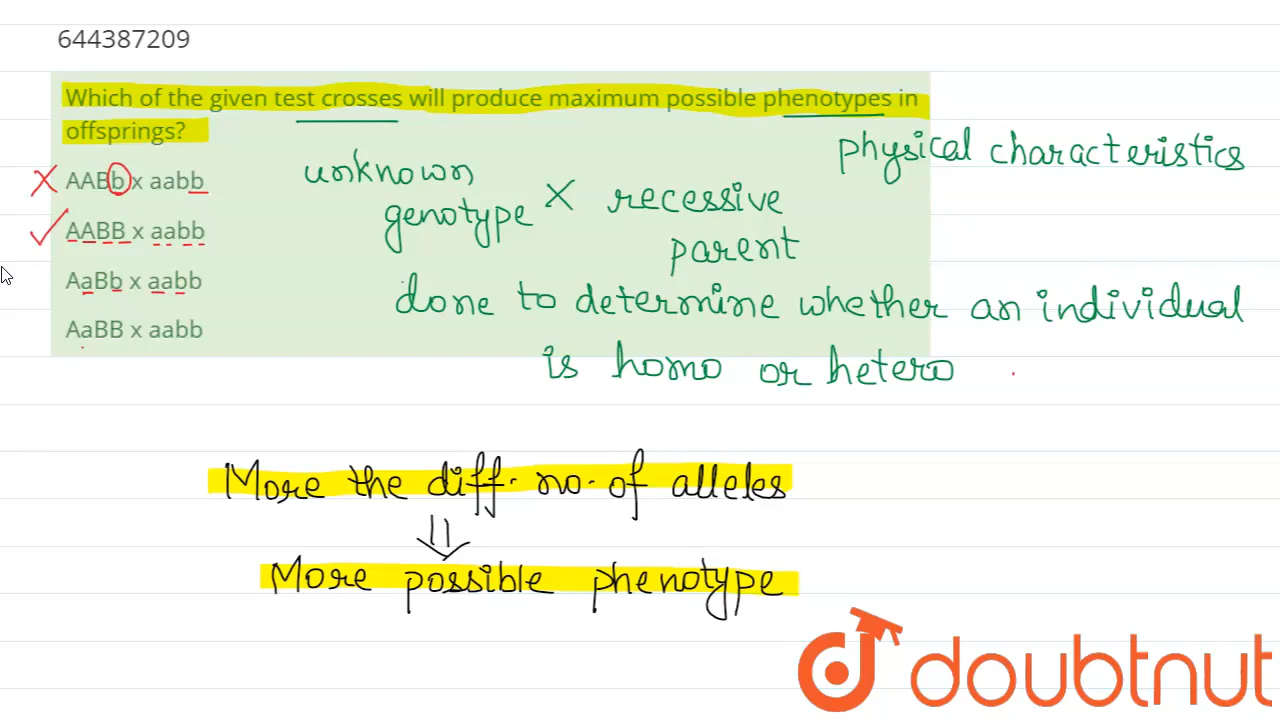 644387209
Which of the given test crosses will produce maximum possible phenotypes in
offsprings?
physical characteristics
AABb x aabb
unknown
genotype X recessive
parent
AABB x aabb
AaBb x aabb
done to determine whether an individual
AaBB x aabb
is homo or hetero
More the diff. no. of alleles
More possible phenotype
doubtnut